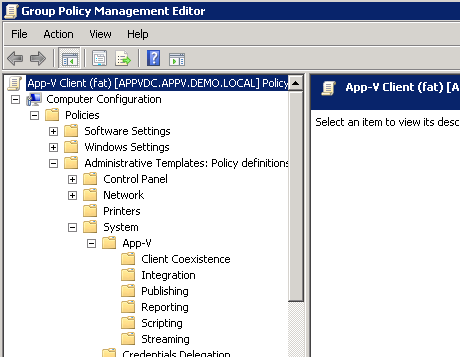 Group Policy Management Editor
File Action View Help
App-V Client (fat) [APPVDC.APPV.DEMO.LOCAL] Policy
Computer Configuration
Policies
Software Settings
Windows Settings
Administrative Templates: Policy definitions
Control Panel
Network
Printers
System
App-V
Client Coexistence
Integration
Publishing
Reporting
Scripting
Streaming
Credentials Delegation
App-V Client (fat) [A
Select an item to view its desc